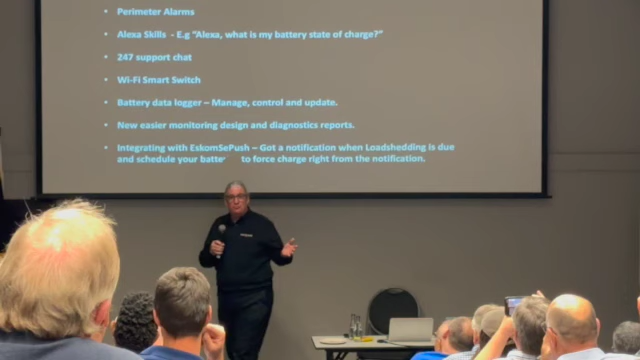 • Perimeter Alarms
• Alexa Skills - E.g “Alexa, what is my battery state of charge?”
• 247 support chat
• Wi-Fi Smart Switch
• Battery data logger – Manage, control and update.
• New easier monitoring design and diagnostics reports.
• Integrating with EskomSePush – Got a notification when Loadshedding is due
and schedule your batte to force charge right from the notification.